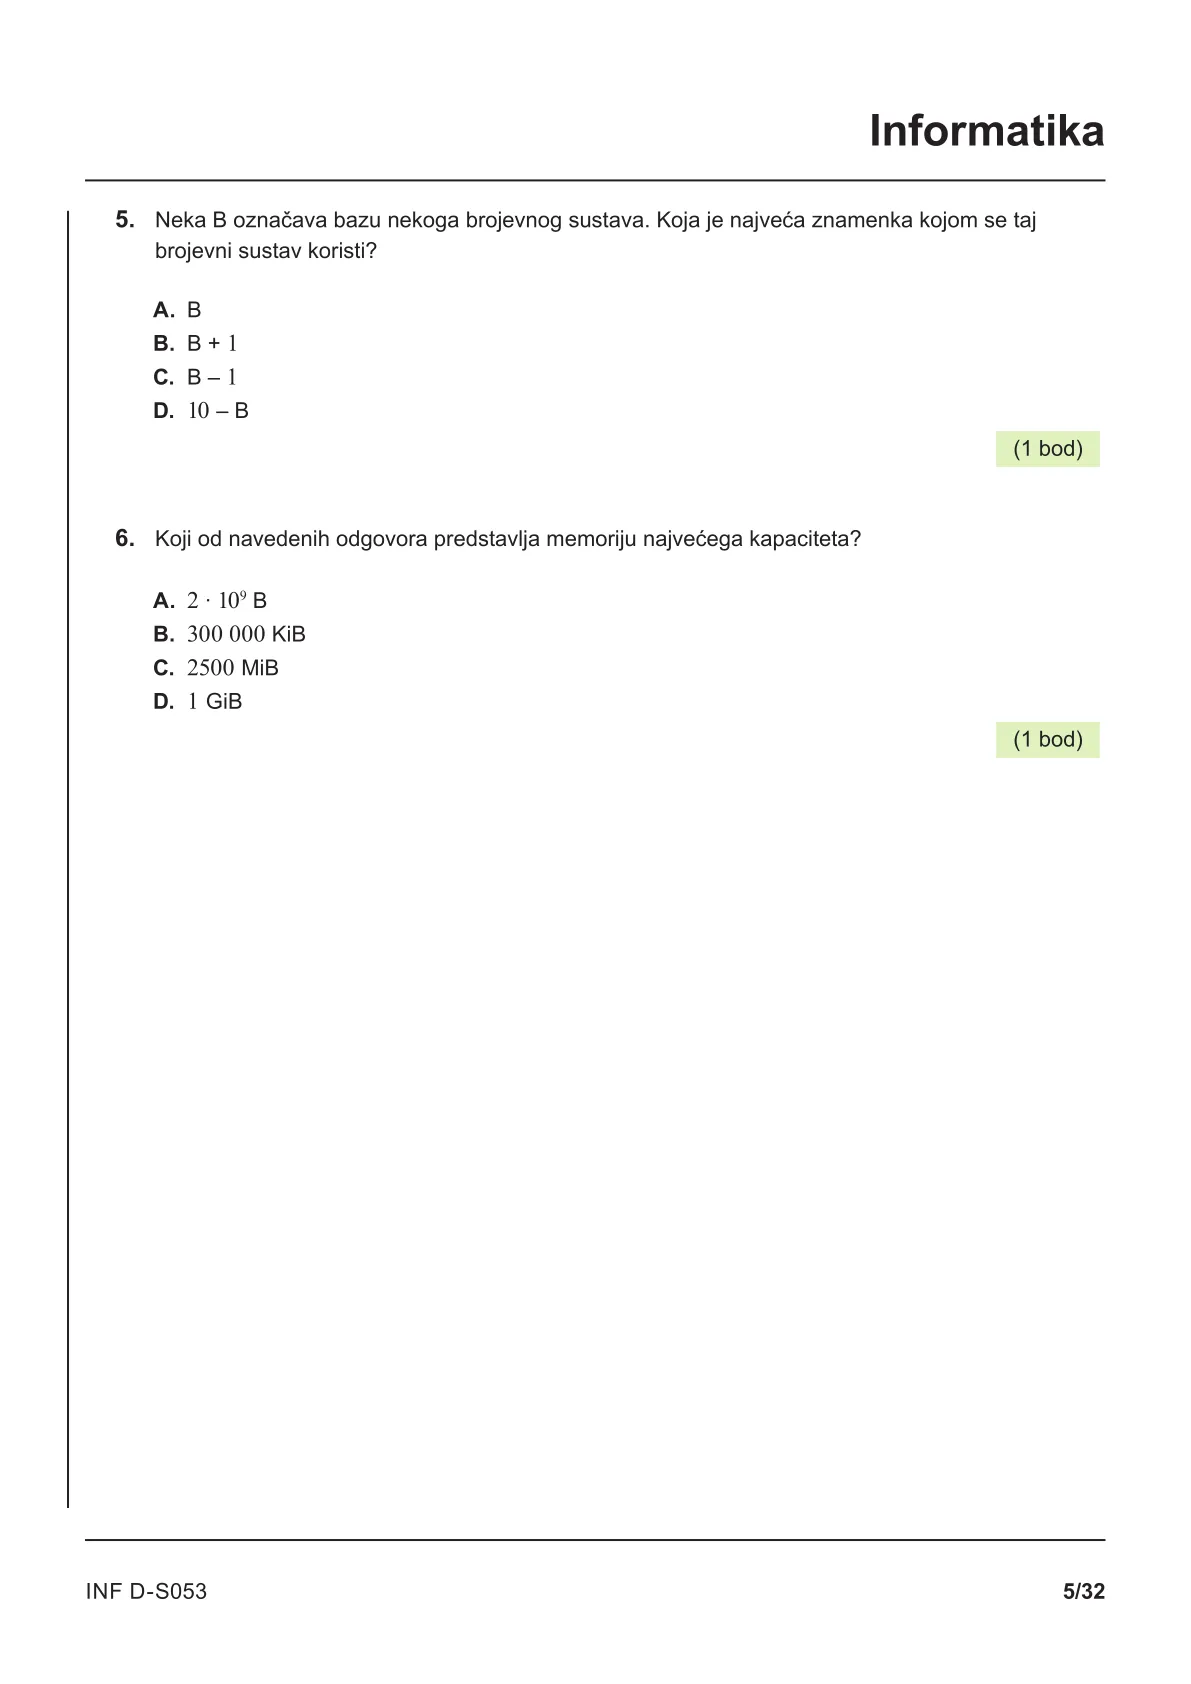 Informatika
5. Neka B označava bazu nekoga brojevnog sustava. Koja je najveća znamenka kojom se taj
brojevni sustav koristi?
A. B
B. B + 1
C. B – 1
D. 10 – B
(1 bod)
6. Koji od navedenih odgovora predstavlja memoriju najvećega kapaciteta?
A. 2 · 10⁹ B
B. 300 000 KiB
C. 2500 MiB
D. 1 GiB
(1 bod)
INF D-S053
5/32